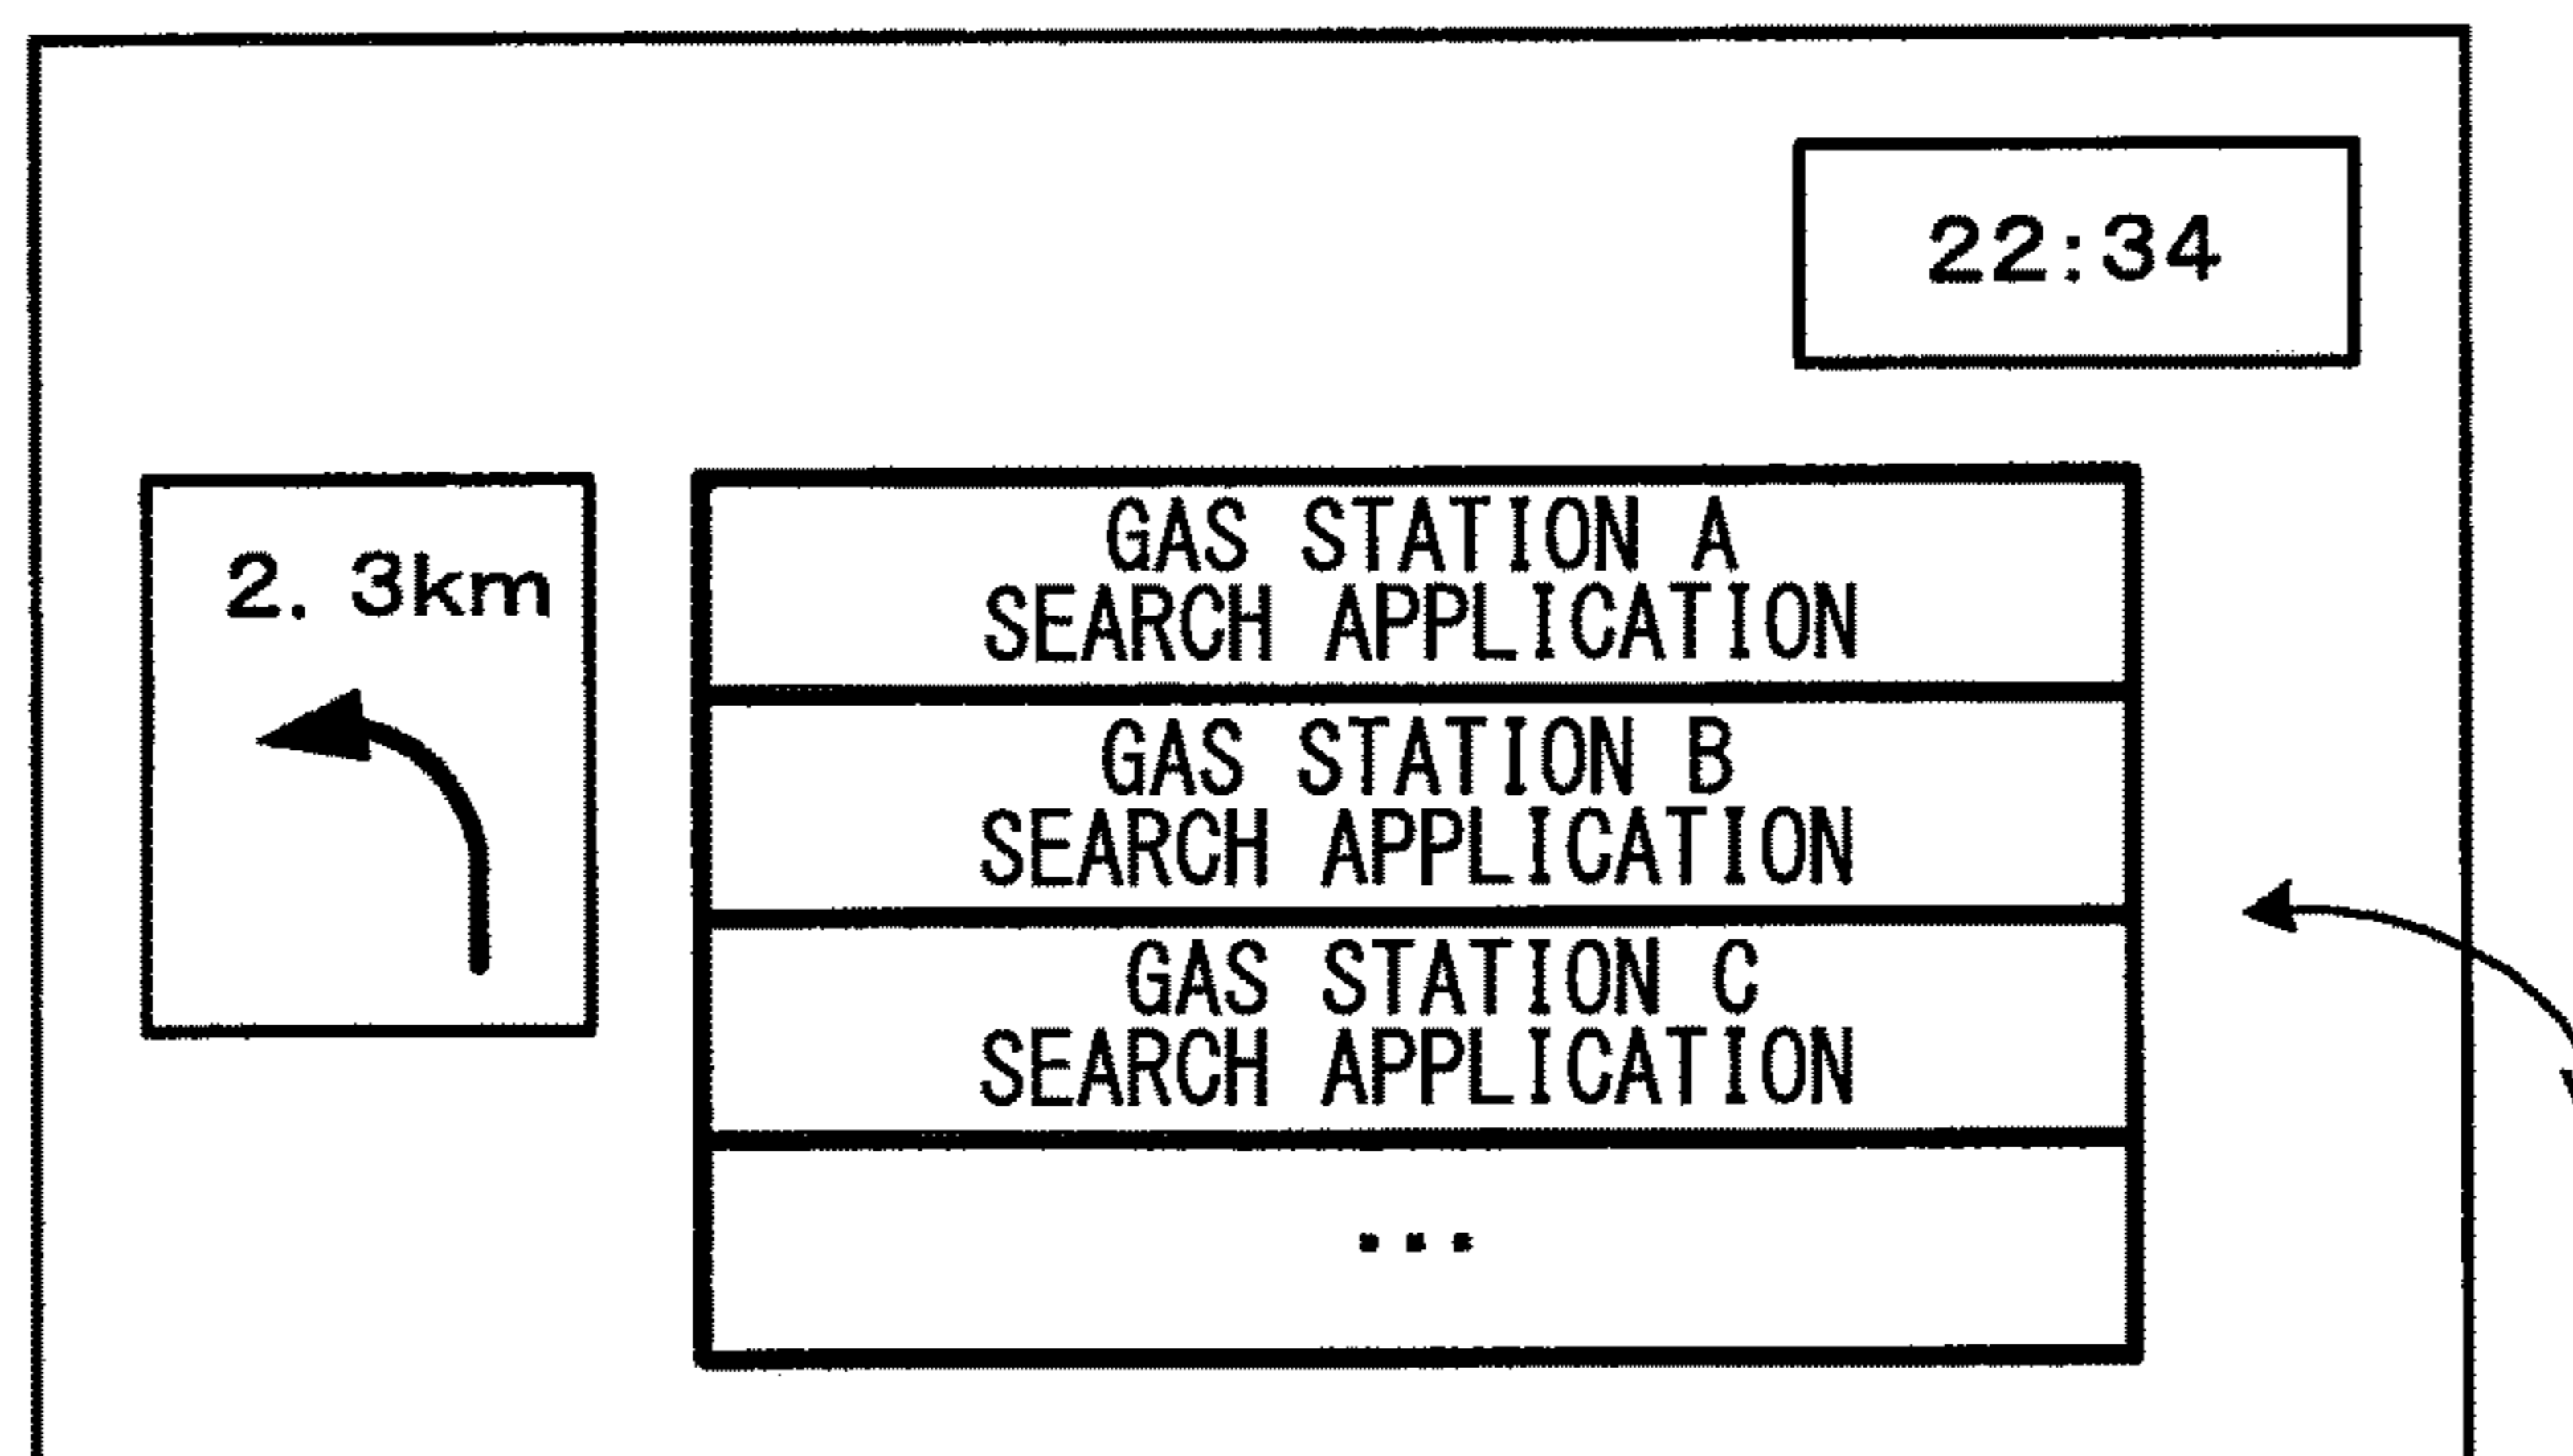 22:34
2. 3km
GAS STATION A
SEARCH APPLICATION
GAS STATION B
SEARCH APPLICATION
GAS STATION C
SEARCH APPLICATION
...